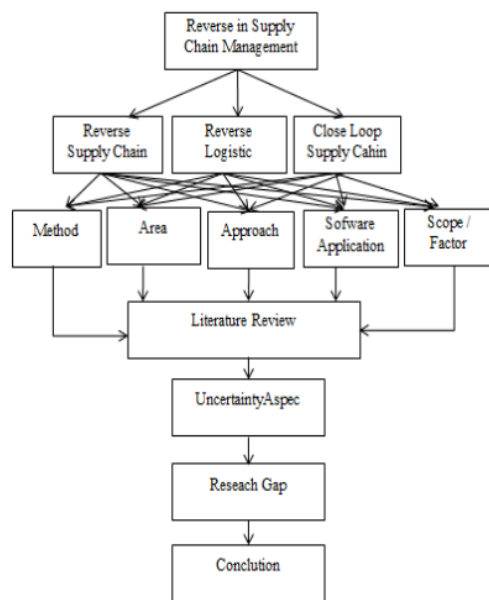 Reverse in Supply
Chain Management
Reverse
Supply Chain
Reverse
Logistic
Close Loop
Supply Cahin
Method
Area
Approach
Sofware
Application
Scope /
Factor
Literature Review
UncertaintyAspec
Reseach Gap
Conclution